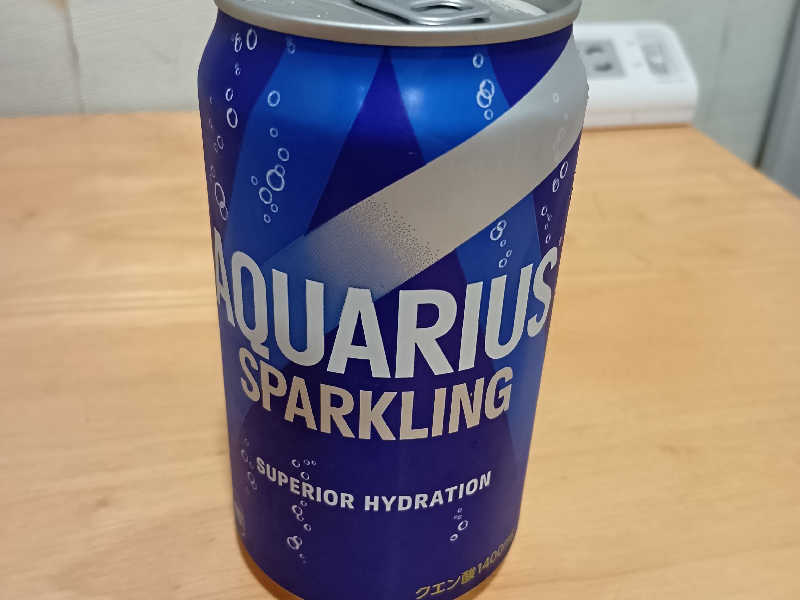 AQUARIUS
SPARKLING
SUPERIOR HYDRATION
クエン酸1400